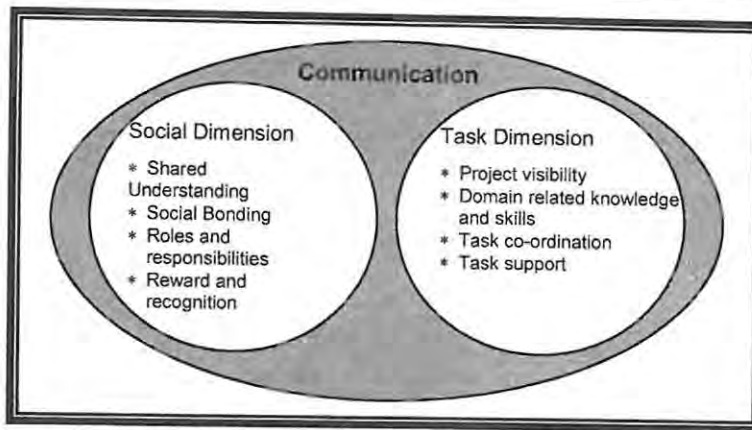 Communication
Social Dimension
* Shared
Understanding
* Social Bonding
* Roles and
responsibilities
* Reward and
recognition
Task Dimension
* Project visibility
* Domain related knowledge
and skills
* Task co-ordination
* Task support